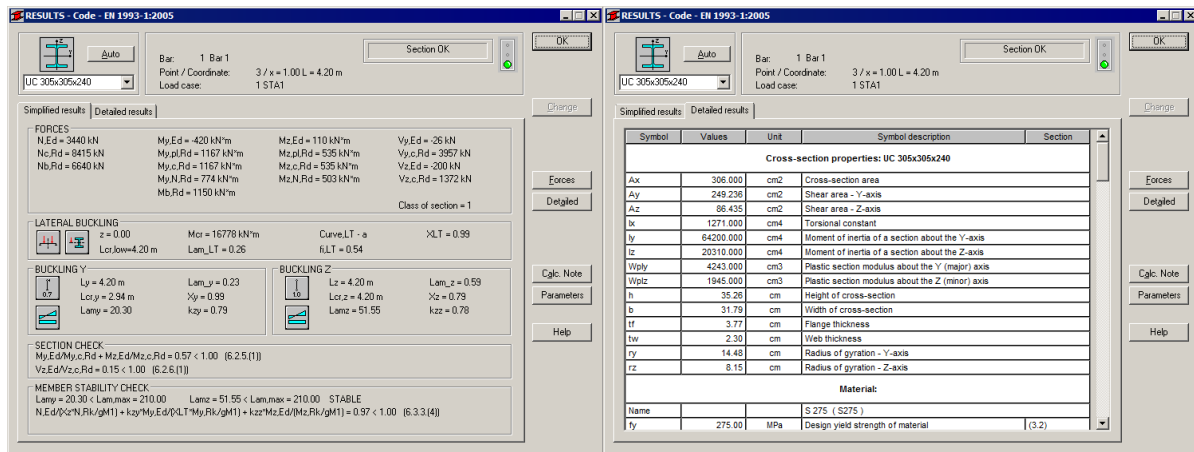 RESULTS - Code - EN 1993-1:2005
Auto
UC 305x305x240
Bar: 1 Bar 1
Point / Coordinate: 3 / x = 1.00 L = 4.20 m
Load case: 1 STA1
Section OK
OK
Change
Simplified results Detailed results
FORCES
N,Ed = 3440 kN My,Ed = -420 kN*m Mz,Ed = 110 kN*m Vy,Ed = -26 kN
Nc,Rd = 8415 kN My,pl,Rd = 1167 kN*m Mz,pl,Rd = 535 kN*m Vy,c,Rd = 3957 kN
Nb,Rd = 6640 kN My,c,Rd = 1167 kN*m Mz,c,Rd = 535 kN*m Vz,Ed = -200 kN
My,N,Rd = 774 kN*m Mz,N,Rd = 503 kN*m Vz,c,Rd = 1372 kN
Mb,Rd = 1150 kN*m
Class of section = 1
Forces
Detailed
LATERAL BUCKLING
z = 0.00 Mcr = 16778 kN*m Curve,LT - a XLT = 0.99
Lcr,low=4.20 m Lam_LT = 0.26 fi,LT = 0.54
BUCKLING Y
Ly = 4.20 m Lam_y = 0.23
0.7 Lcr,y = 2.94 m Xy = 0.99
Lamy = 20.30 kzy = 0.79
BUCKLING Z
Lz = 4.20 m Lam_z = 0.59
1.0 Lcr,z = 4.20 m Xz = 0.79
Lamz = 51.55 kzz = 0.78
Calc. Note
Parameters
Help
SECTION CHECK
My,Ed/My,c,Rd + Mz,Ed/Mz,c,Rd = 0.57 < 1.00 (6.2.5.(1))
Vz,Ed/Vz,c,Rd = 0.15 < 1.00 (6.2.6.(1))
MEMBER STABILITY CHECK
Lamy = 20.30 < Lam,max = 210.00 Lamz = 51.55 < Lam,max = 210.00 STABLE
N,Ed/(Xz*N,Rk/gM1) + kzy*My,Ed/(XLT*My,Rk/gM1) + kzz*Mz,Ed/(Mz,Rk/gM1) = 0.97 < 1.00 (6.3.3.(4))
RESULTS - Code - EN 1993-1:2005
Auto
UC 305x305x240
Bar: 1 Bar 1
Point / Coordinate: 3 / x = 1.00 L = 4.20 m
Load case: 1 STA1
Section OK
OK
Change
Simplified results Detailed results
Symbol Values Unit Symbol description Section
Cross-section properties: UC 305x305x240
Ax 306.000 cm2 Cross-section area
Ay 249.236 cm2 Shear area - Y-axis
Az 86.435 cm2 Shear area - Z-axis
Ix 1271.000 cm4 Torsional constant
Iy 64200.000 cm4 Moment of inertia of a section about the Y-axis
Iz 20310.000 cm4 Moment of inertia of a section about the Z-axis
Wply 4243.000 cm3 Plastic section modulus about the Y (major) axis
Wplz 1945.000 cm3 Plastic section modulus about the Z (minor) axis
h 35.26 cm Height of cross-section
b 31.79 cm Width of cross-section
tf 3.77 cm Flange thickness
tw 2.30 cm Web thickness
ry 14.48 cm Radius of gyration - Y-axis
rz 8.15 cm Radius of gyration - Z-axis
Material:
Name S 275 ( S275 )
fy 275.00 MPa Design yield strength of material (3.2)
Forces
Detailed
Calc. Note
Parameters
Help